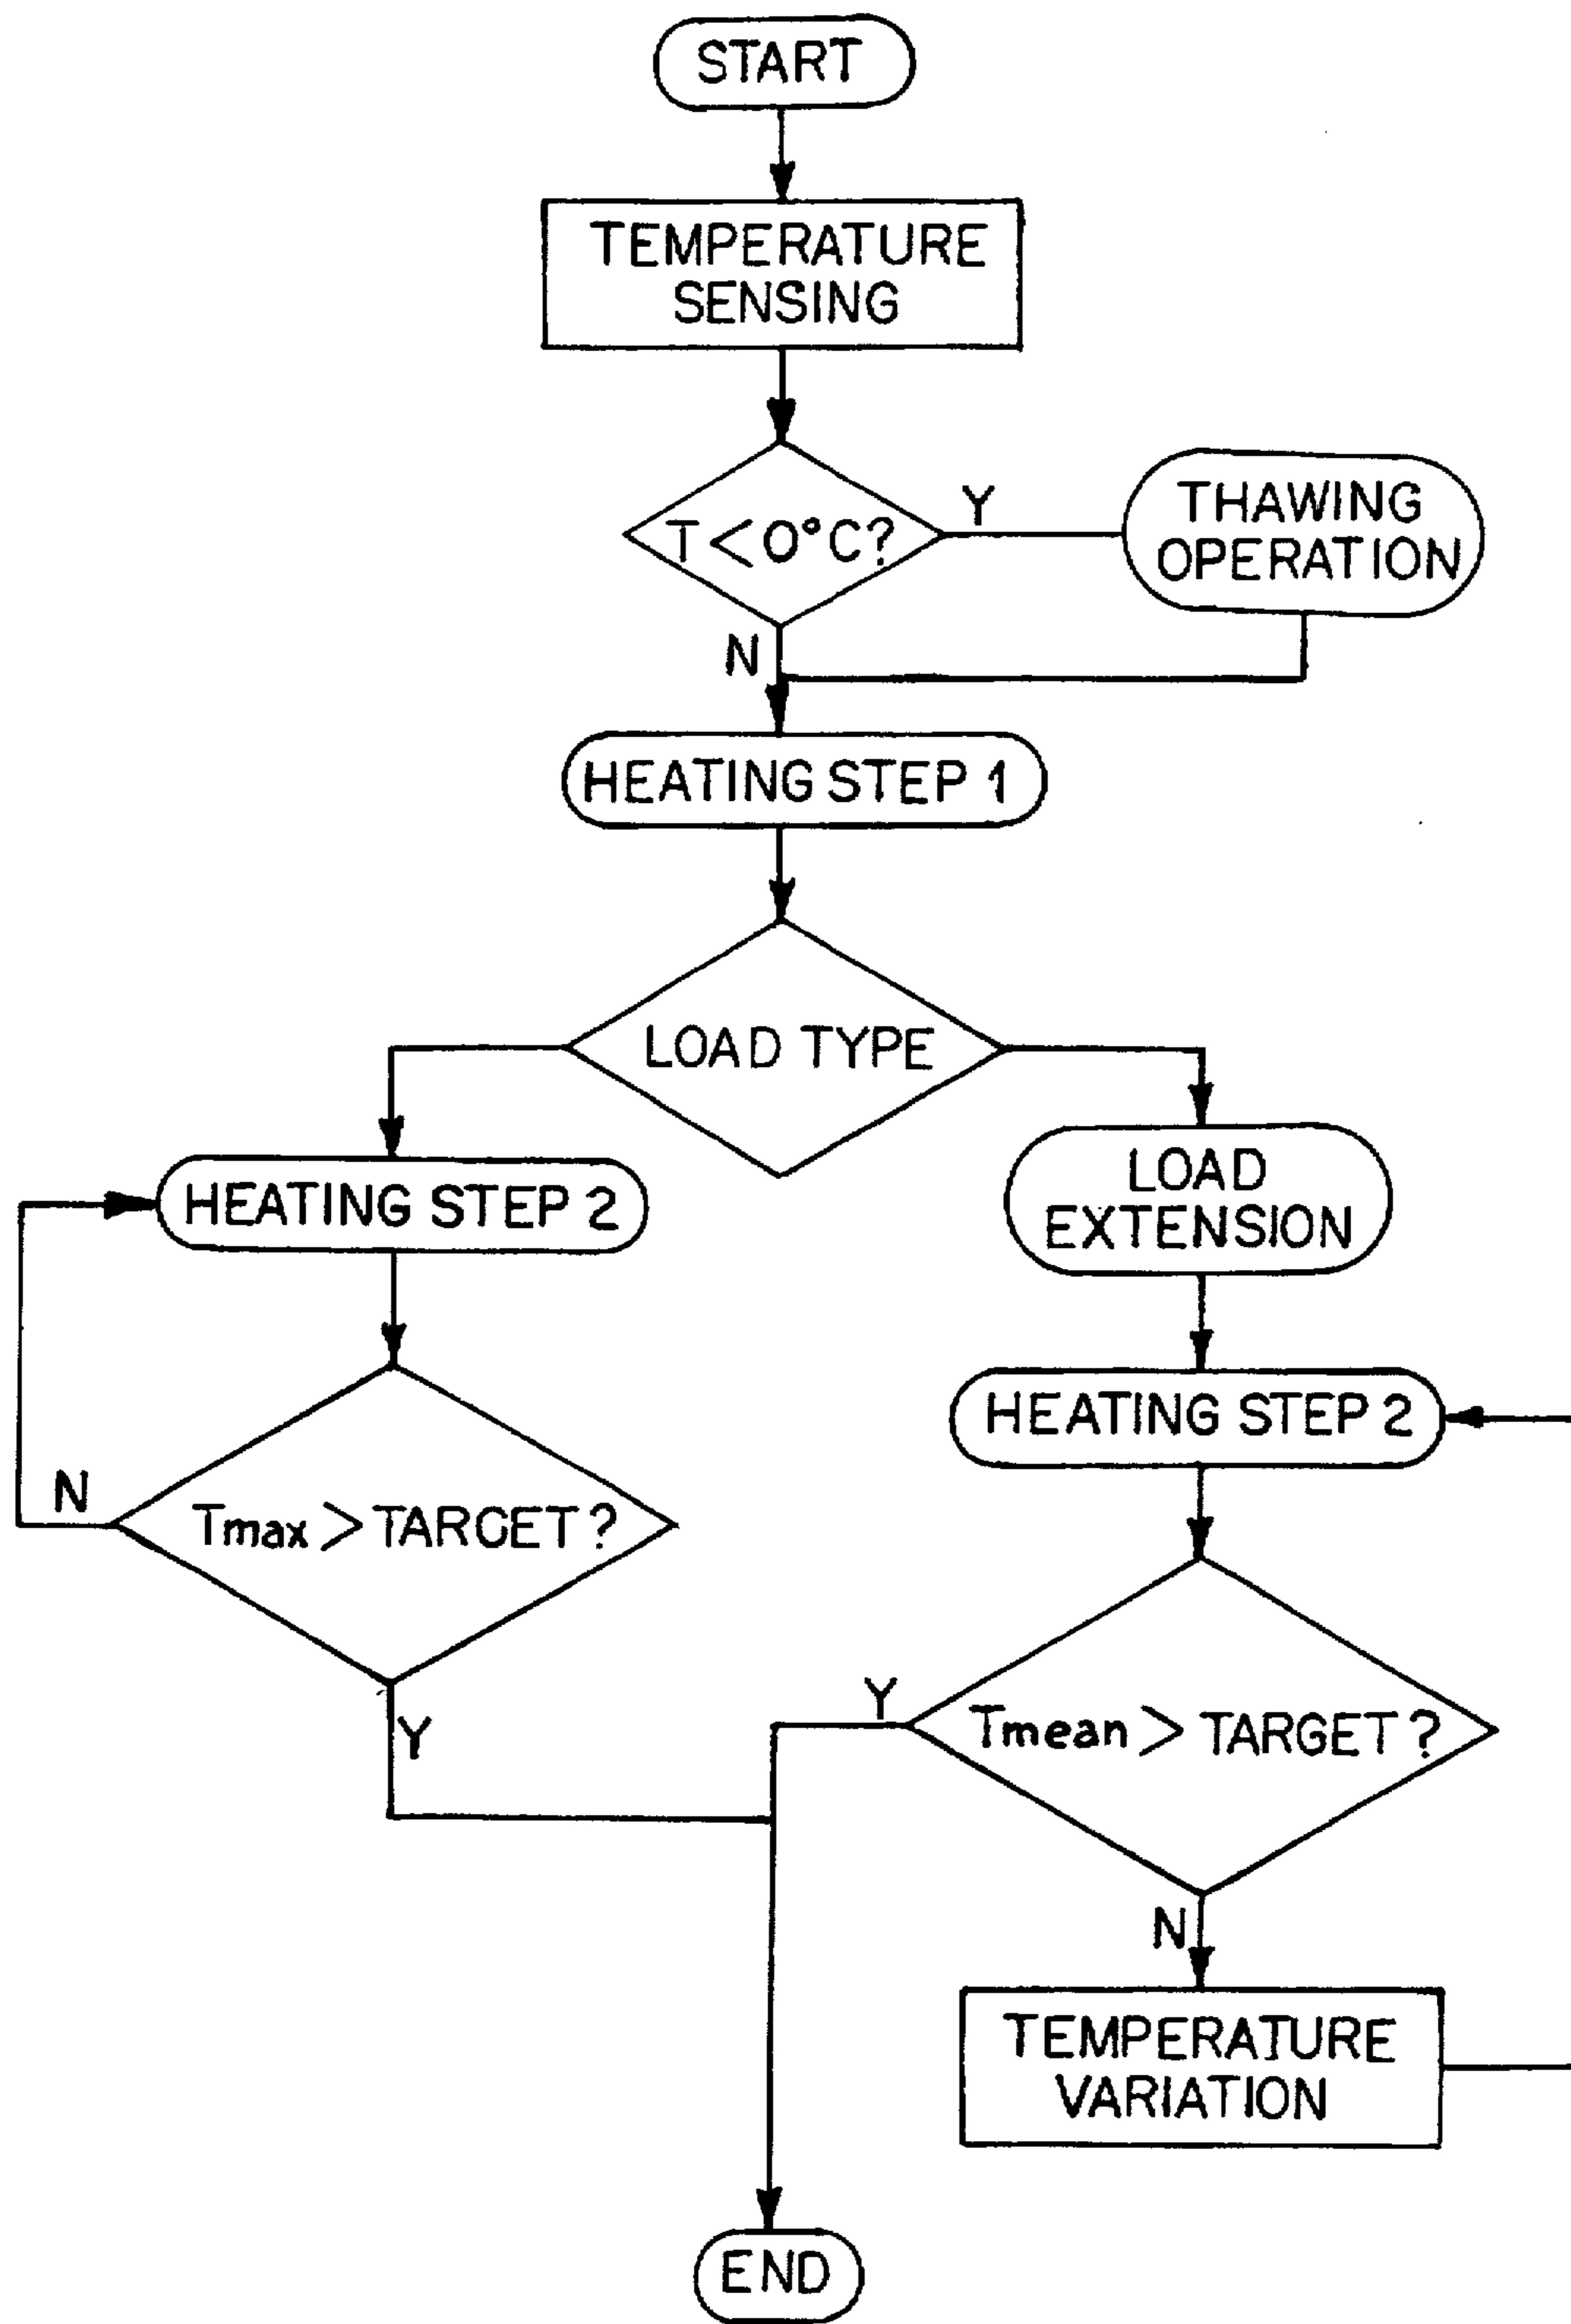 START
TEMPERATURE
SENSING
T < 0°C?
Y
THAWING
OPERATION
N
HEATING STEP 1
LOAD TYPE
HEATING STEP 2
LOAD
EXTENSION
HEATING STEP 2
N
Tmax > TARGET ?
Y
Y
Tmean > TARGET ?
N
TEMPERATURE
VARIATION
END